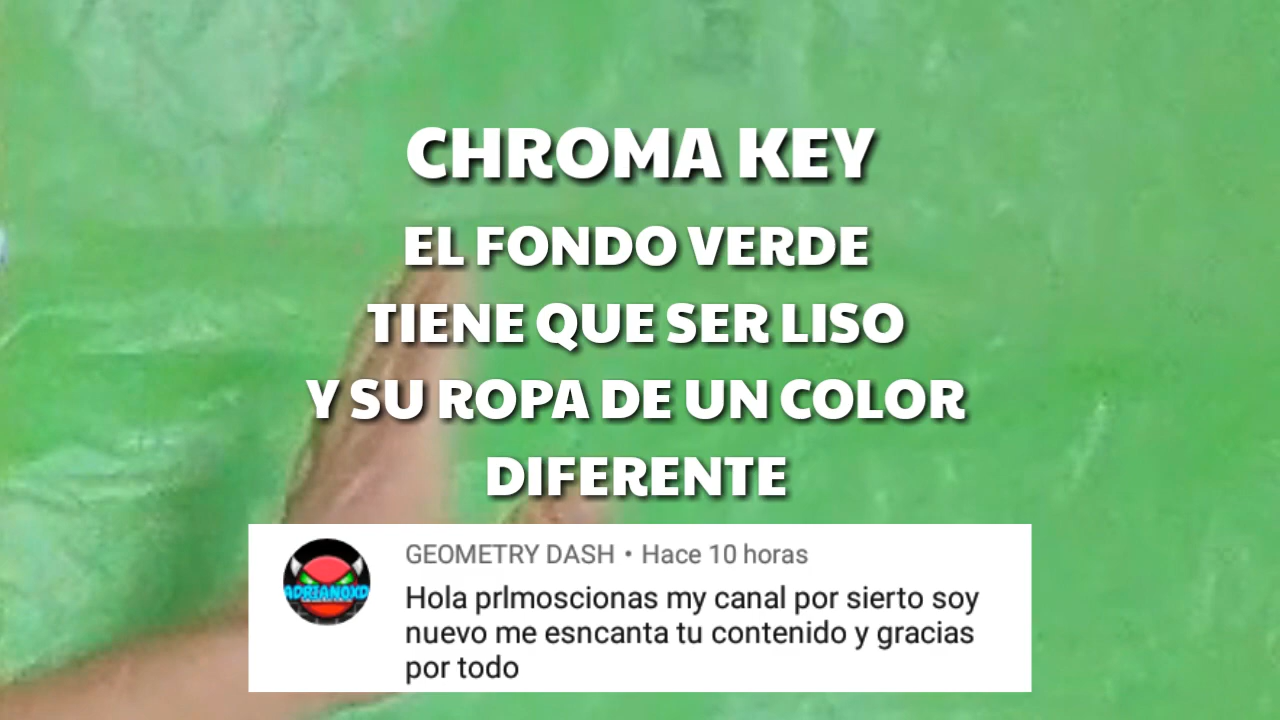 CHROMA KEY
EL FONDO VERDE
TIENE QUE SER LISO
Y SU ROPA DE UN COLOR
DIFERENTE
GEOMETRY DASH • Hace 10 horas
ADRIANOXD
Hola prlmoscionas my canal por sierto soy
nuevo me esncanta tu contenido y gracias
por todo